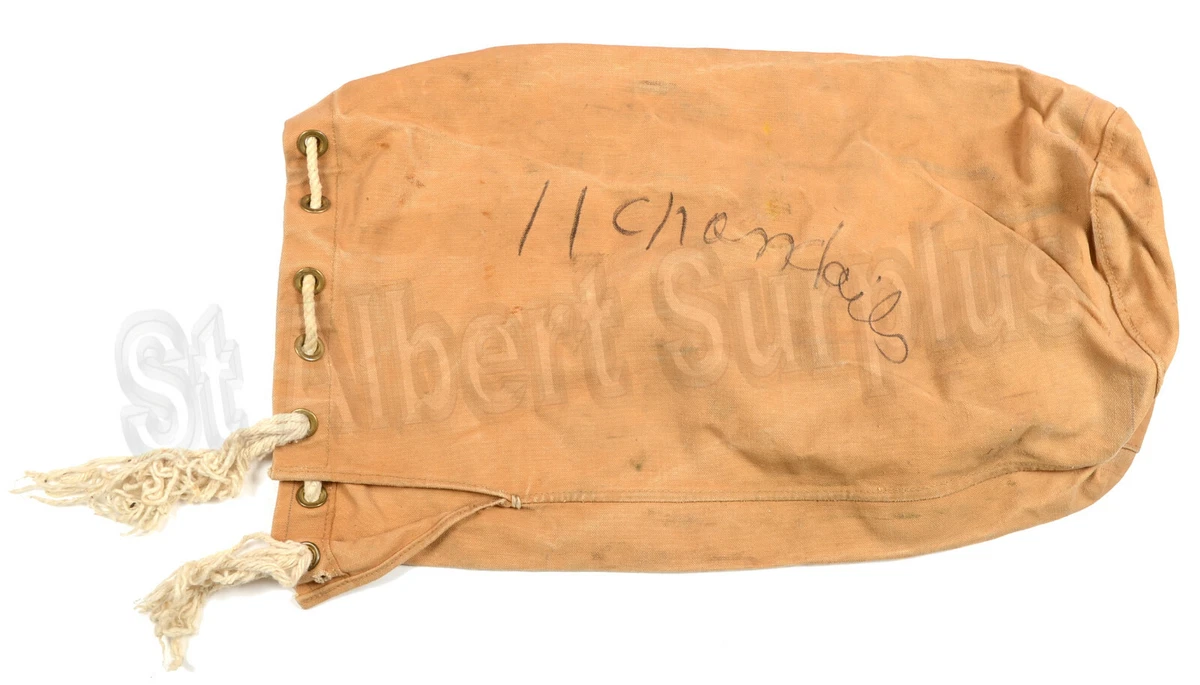 11 Chandails
St Albert Surplus